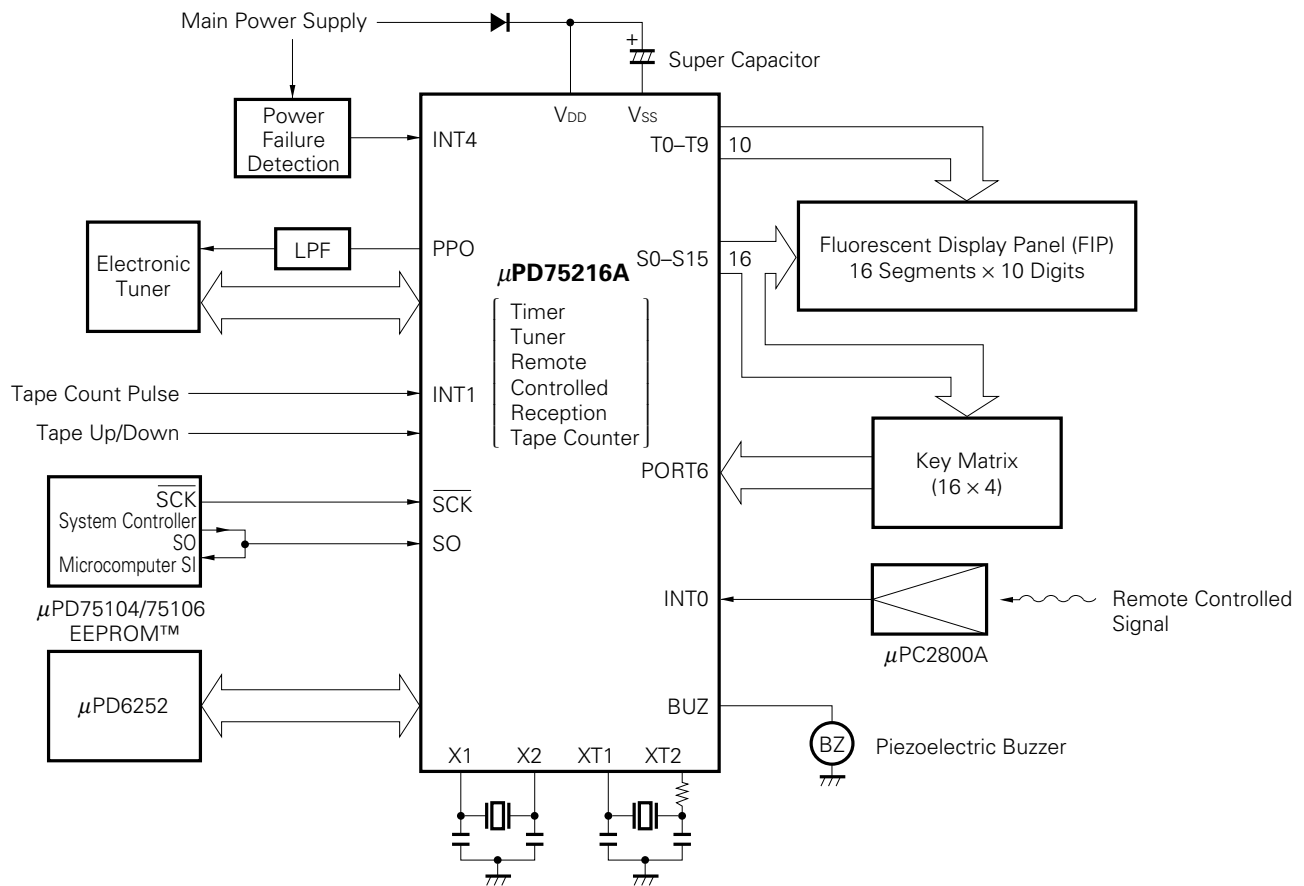 Main Power Supply
+
Super Capacitor
Power
Failure
Detection
INT4
VDD
VSS
T0–T9
10
Electronic
Tuner
LPF
PPO
S0–S15
16
Fluorescent Display Panel (FIP)
16 Segments × 10 Digits
μPD75216A
Timer
Tuner
Remote
Controlled
Reception
Tape Counter
Tape Count Pulse
INT1
Tape Up/Down
PORT6
Key Matrix
(16 × 4)
SCK
System Controller
SO
Microcomputer SI
SCK
SO
μPD75104/75106
EEPROM™
μPD6252
INT0
Remote Controlled
Signal
μPC2800A
BUZ
BZ
Piezoelectric Buzzer
X1
X2
XT1
XT2